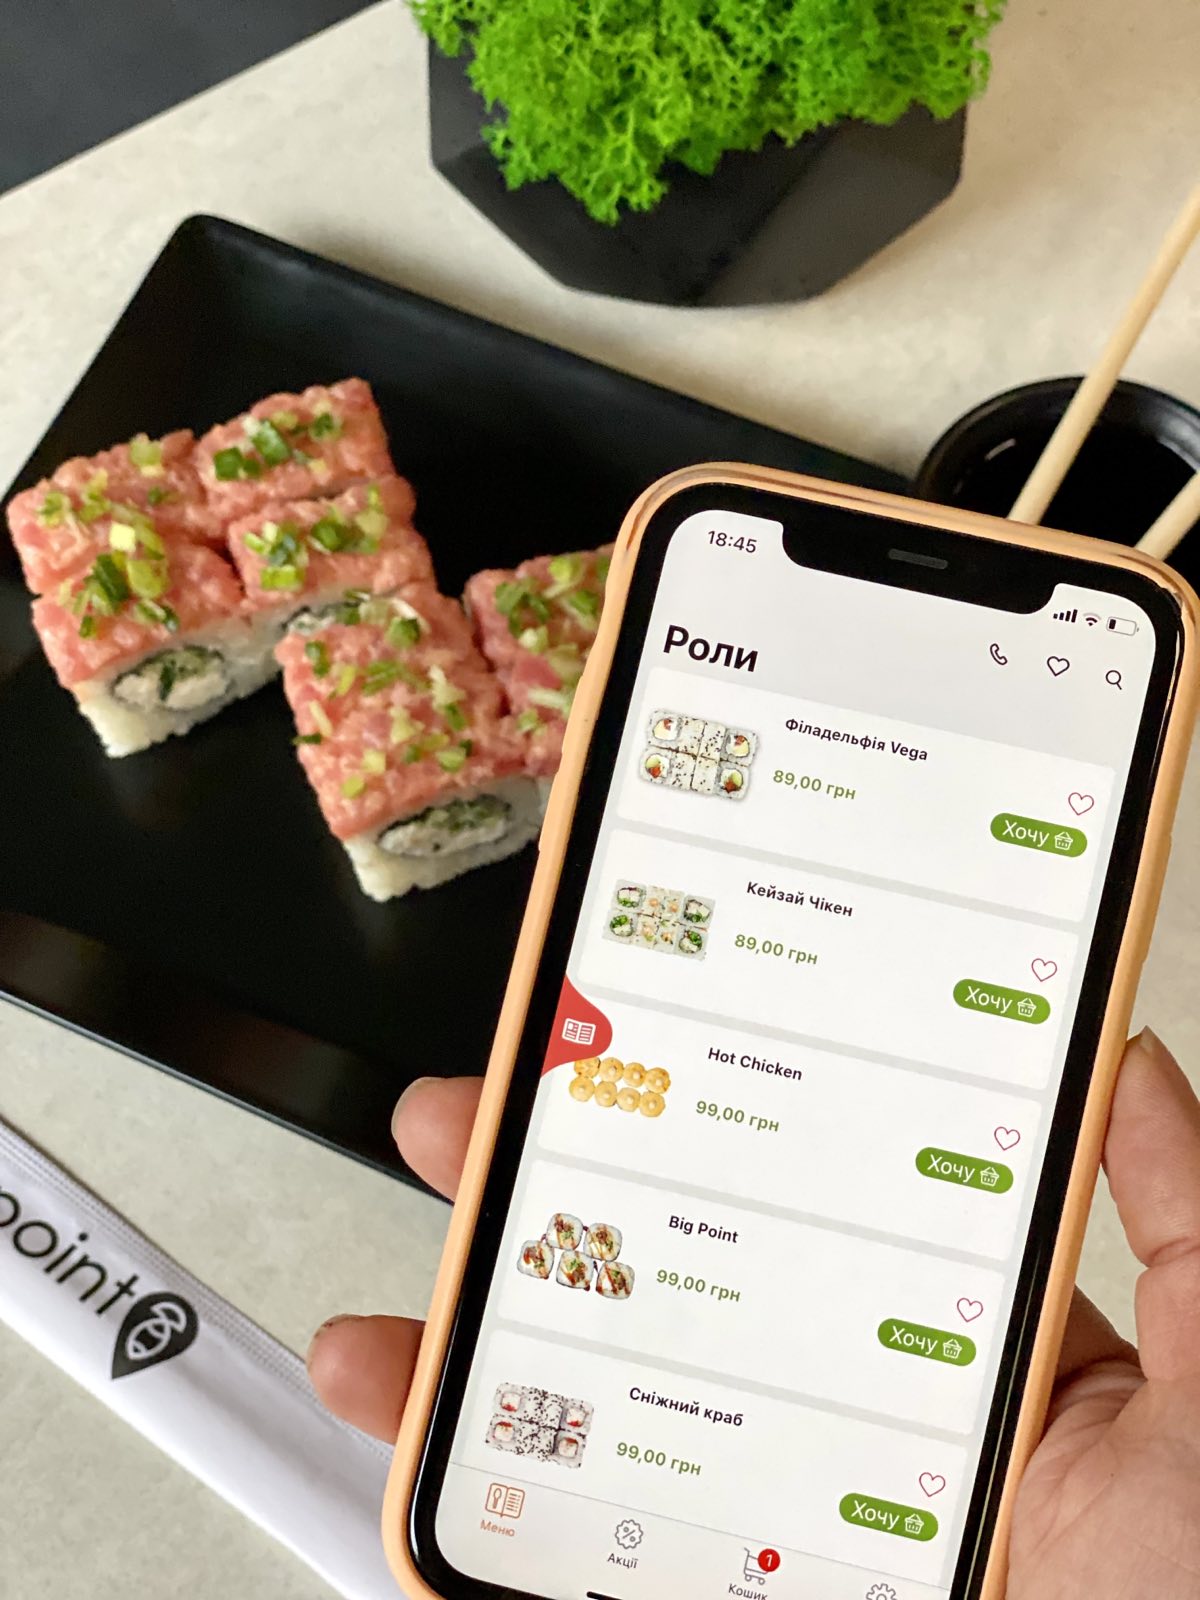 18:45
Роли
Філадельфія Vega
89,00 грн
Хочу
Кейзай Чікен
89,00 грн
Хочу
Hot Chicken
99,00 грн
Хочу
Big Point
99,00 грн
Хочу
Сніжний краб
99,00 грн
Хочу
Меню
Акції
1
Кошик
point